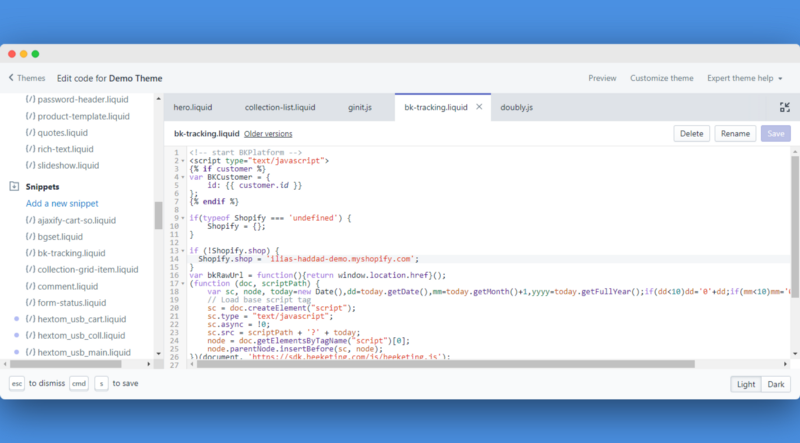 Themes Edit code for Demo Theme Preview Customize theme Expert theme help
{/} password-header.liquid
{/} product-template.liquid
{/} quotes.liquid
{/} rich-text.liquid
{/} slideshow.liquid
Snippets
Add a new snippet
{/} ajaxify-cart-so.liquid
{/} bgset.liquid
{/} bk-tracking.liquid
{/} collection-grid-item.liquid
{/} comment.liquid
{/} form-status.liquid
{/} hextom_usb_cart.liquid
{/} hextom_usb_coll.liquid
{/} hextom_usb_main.liquid
hero.liquid collection-list.liquid ginit.js bk-tracking.liquid doubly.js
bk-tracking.liquid Older versions Delete Rename Save
1 <!-- start BKPlatform -->
2 <script type="text/javascript">
3 {% if customer %}
4 var BKCustomer = {
5 id: {{ customer.id }}
6 };
7 {% endif %}
8
9 if(typeof Shopify === 'undefined') {
10 Shopify = {};
11 }
12
13 if (!Shopify.shop) {
14 Shopify.shop = 'ilias-haddad-demo.myshopify.com';
15 }
16 var bkRawUrl = function(){return window.location.href}();
17 (function (doc, scriptPath) {
18 var sc, node, today=new Date(),dd=today.getDate(),mm=today.getMonth()+1,yyyy=today.getFullYear();if(dd<10)dd='0'+dd;if(mm<10)mm='
19 // Load base script tag
20 sc = doc.createElement("script");
21 sc.type = "text/javascript";
22 sc.async = !0;
23 sc.src = scriptPath + '?' + today;
24 node = doc.getElementsByTagName("script")[0];
25 node.parentNode.insertBefore(sc, node);
26 })(document, 'https://sdk.beeketing.com/js/beeketing.js');
27
esc to dismiss cmd s to save Light Dark